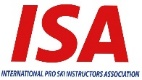 ISA
INTERNATIONAL PRO SKI INSTRUCTORS ASSOCIATION